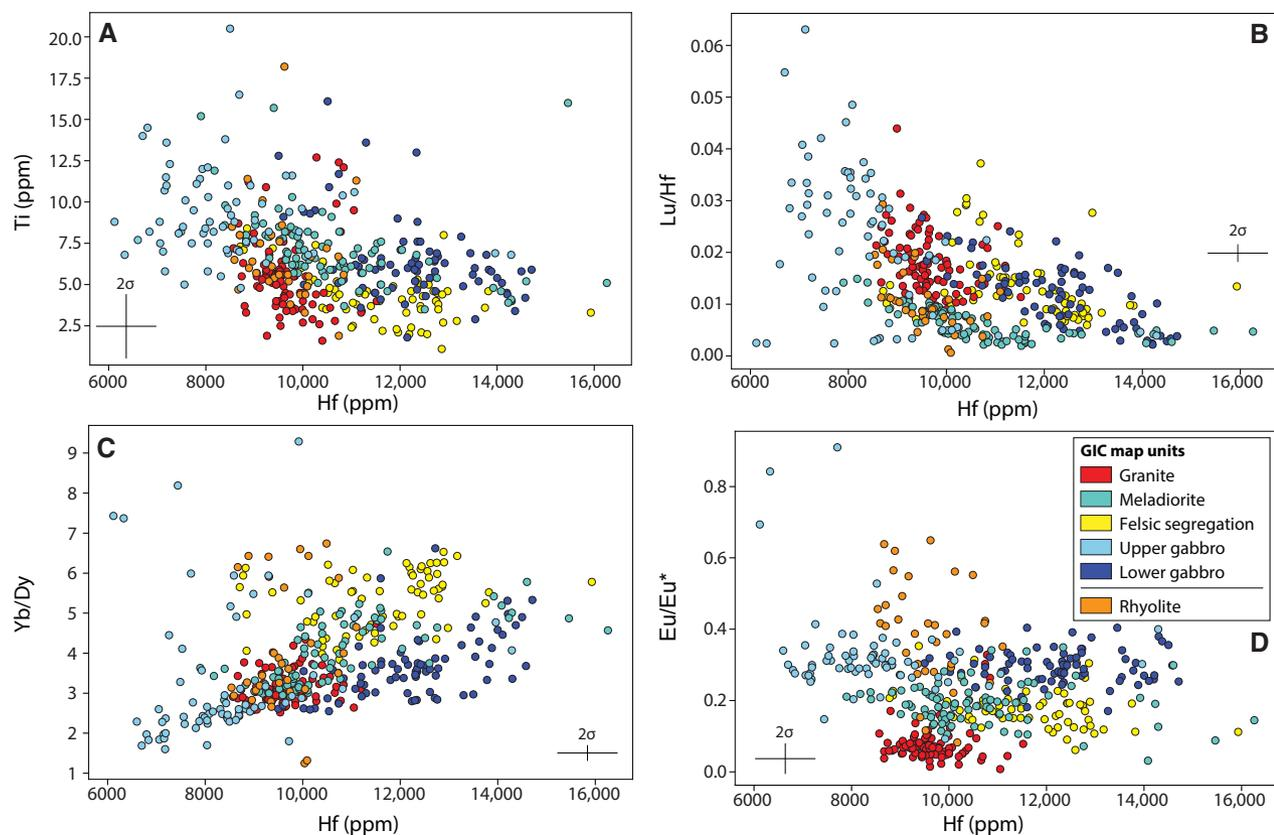 A
Ti (ppm)
20.0
17.5
15.0
12.5
10.0
7.5
5.0
2.5
2σ
6000 8000 10,000 12,000 14,000 16,000
Hf (ppm)
B
Lu/Hf
0.06
0.05
0.04
0.03
0.02
0.01
0.00
2σ
6000 8000 10,000 12,000 14,000 16,000
Hf (ppm)
C
Yb/Dy
9
8
7
6
5
4
3
2
1
2σ
6000 8000 10,000 12,000 14,000 16,000
Hf (ppm)
D
Eu/Eu*
0.8
0.6
0.4
0.2
0.0
2σ
GIC map units
Granite
Meladiorite
Felsic segregation
Upper gabbro
Lower gabbro
Rhyolite
6000 8000 10,000 12,000 14,000 16,000
Hf (ppm)